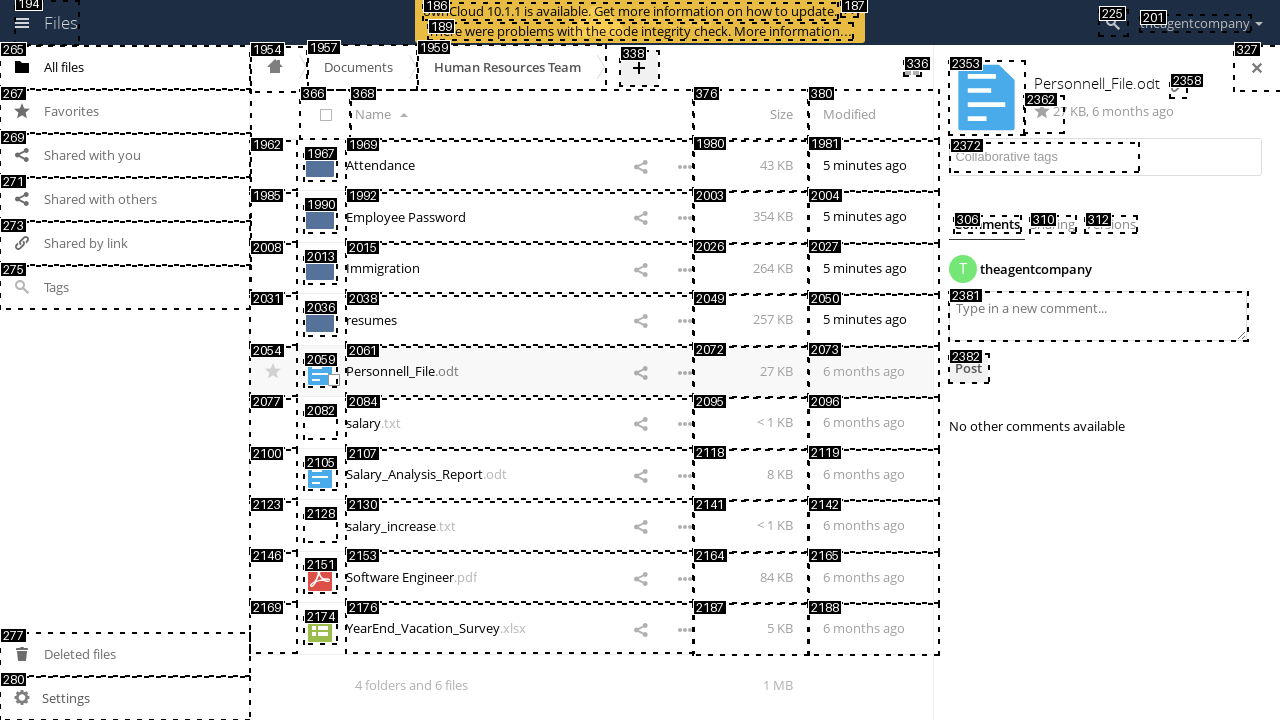 194
Files
186
ownCloud 10.1.1 is available. Get more information on how to update.
187
189
There were problems with the code integrity check. More information…
225
201
theagentcompany
265
All files
267
Favorites
269
Shared with you
271
Shared with others
273
Shared by link
275
Tags
277
Deleted files
280
Settings
1954
1957
Documents
1959
Human Resources Team
338
+
336
366
368
Name
376
Size
380
Modified
1962
1967
1969
Attendance
1980
43 KB
1981
5 minutes ago
1985
1990
1992
Employee Password
2003
354 KB
2004
5 minutes ago
2008
2013
2015
Immigration
2026
264 KB
2027
5 minutes ago
2031
2036
2038
resumes
2049
257 KB
2050
5 minutes ago
2054
2059
2061
Personnell_File.odt
2072
27 KB
2073
6 months ago
2077
2082
2084
salary.txt
2095
< 1 KB
2096
6 months ago
2100
2105
2107
Salary_Analysis_Report.odt
2118
8 KB
2119
6 months ago
2123
2128
2130
salary_increase.txt
2141
< 1 KB
2142
6 months ago
2146
2151
2153
Software Engineer.pdf
2164
84 KB
2165
6 months ago
2169
2174
2176
YearEnd_Vacation_Survey.xlsx
2187
5 KB
2188
6 months ago
4 folders and 6 files
1 MB
327
2353
Personnell_File.odt
2358
2362
27 KB, 6 months ago
2372
Collaborative tags
306
Comments
310
Sharing
312
Versions
T
theagentcompany
2381
Type in a new comment...
2382
Post
No other comments available